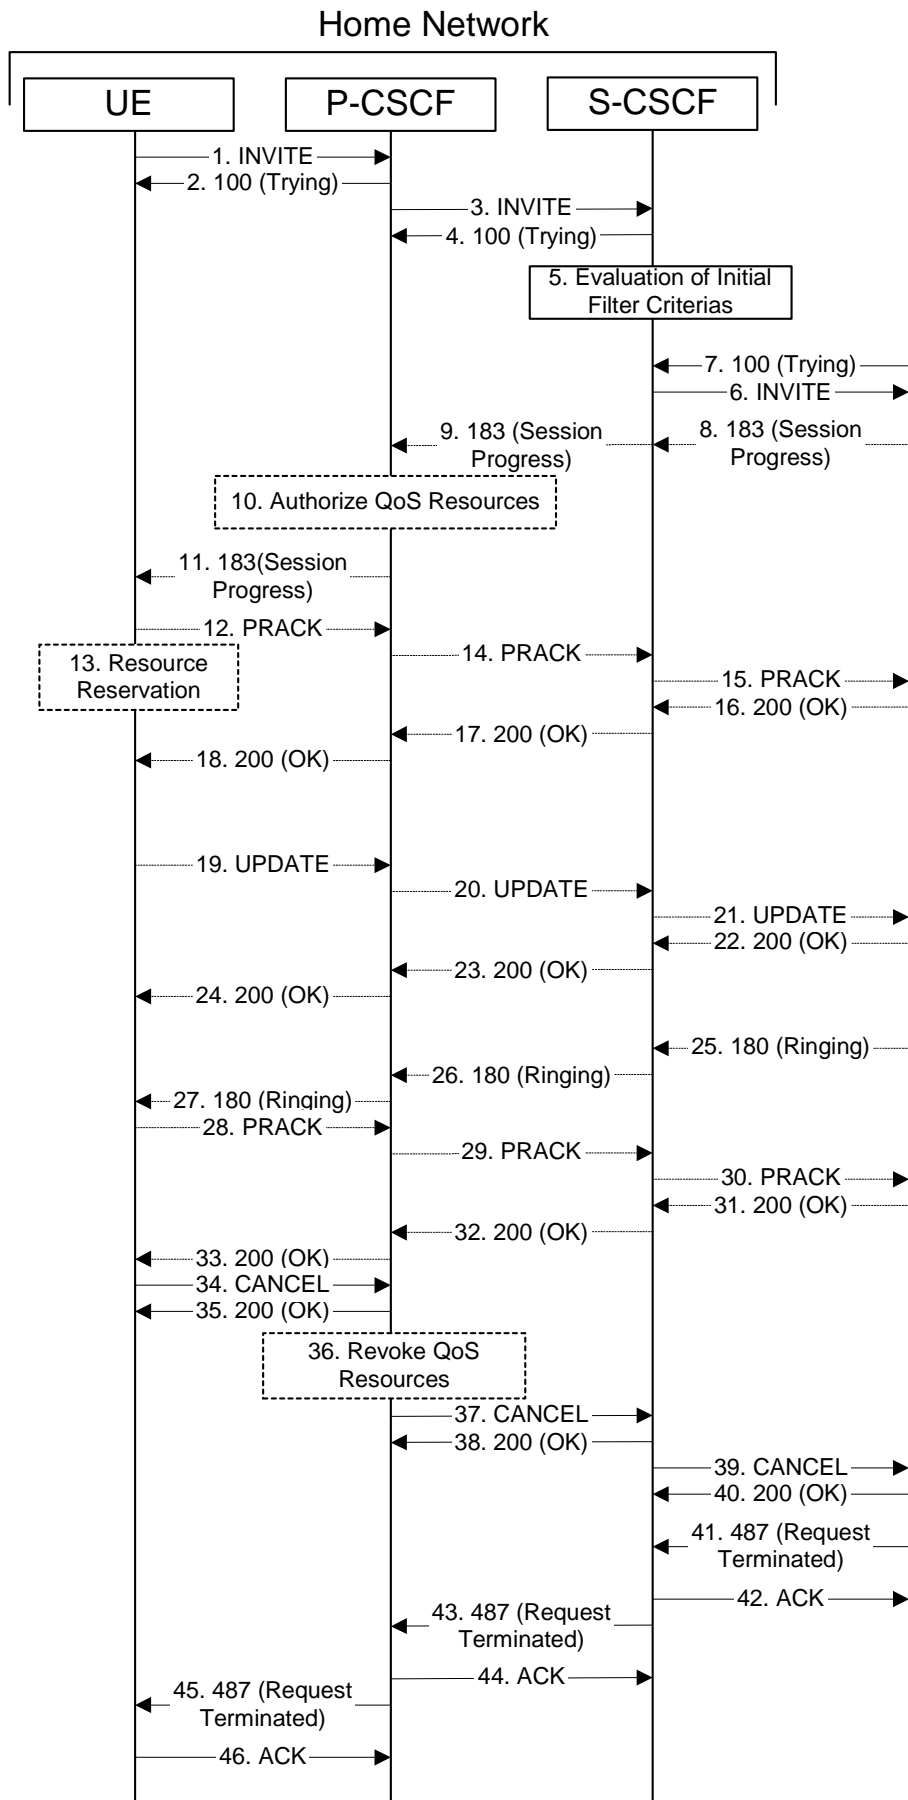 Home Network
UE
P-CSCF
S-CSCF
1. INVITE
2. 100 (Trying)
3. INVITE
4. 100 (Trying)
5. Evaluation of Initial
Filter Criterias
7. 100 (Trying)
6. INVITE
9. 183 (Session
Progress)
8. 183 (Session
Progress)
10. Authorize QoS Resources
11. 183(Session
Progress)
12. PRACK
13. Resource
Reservation
14. PRACK
15. PRACK
16. 200 (OK)
17. 200 (OK)
18. 200 (OK)
19. UPDATE
20. UPDATE
21. UPDATE
22. 200 (OK)
23. 200 (OK)
24. 200 (OK)
25. 180 (Ringing)
26. 180 (Ringing)
27. 180 (Ringing)
28. PRACK
29. PRACK
30. PRACK
31. 200 (OK)
32. 200 (OK)
33. 200 (OK)
34. CANCEL
35. 200 (OK)
36. Revoke QoS
Resources
37. CANCEL
38. 200 (OK)
39. CANCEL
40. 200 (OK)
41. 487 (Request
Terminated)
42. ACK
43. 487 (Request
Terminated)
44. ACK
45. 487 (Request
Terminated)
46. ACK